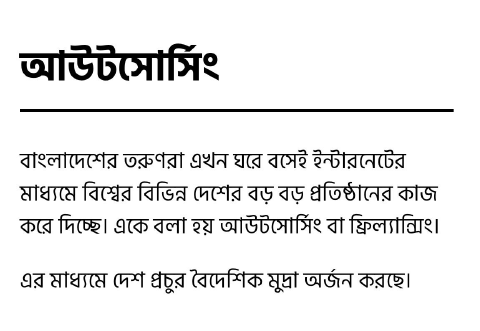 আউটসোর্সিং
বাংলাদেশের তরুণরা এখন ঘরে বসেই ইন্টারনেটের
মাধ্যমে বিশ্বের বিভিন্ন দেশের বড় বড় প্রতিষ্ঠানের কাজ
করে দিচ্ছে। একে বলা হয় আউটসোর্সিং বা ফ্রিল্যান্সিং।
এর মাধ্যমে দেশ প্রচুর বৈদেশিক মুদ্রা অর্জন করছে।